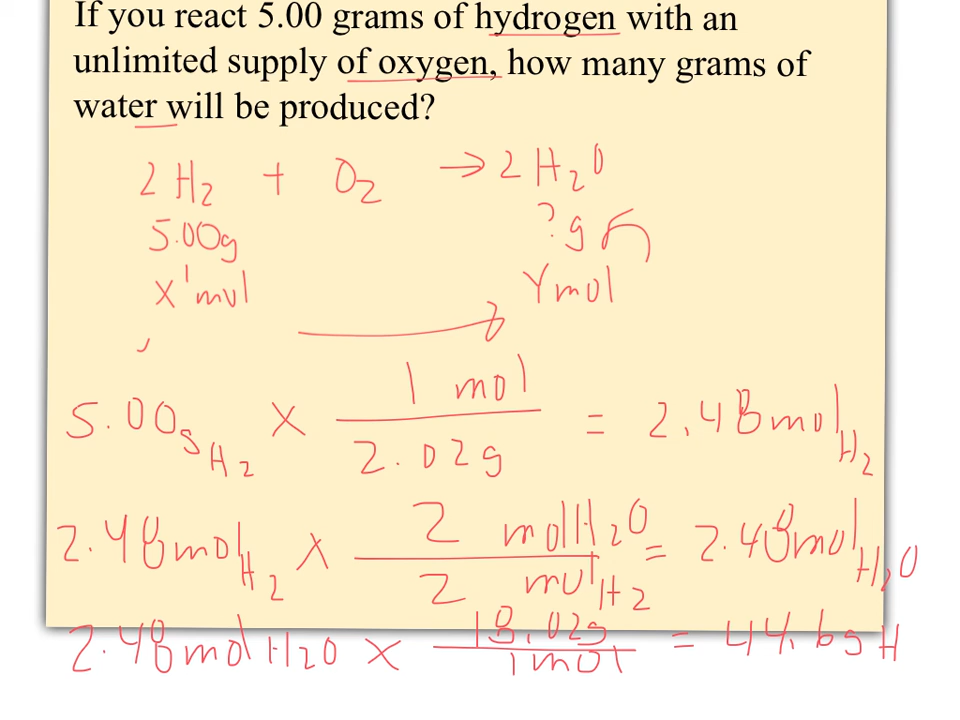 If you react 5.00 grams of hydrogen with an
unlimited supply of oxygen, how many grams of
water will be produced?
2 H₂ + O₂ → 2 H₂O
5.00g ? g
X mol Y mol
5.00g H₂ × 1 mol / 2.02g = 2.48 mol H₂
2.48 mol H₂ × 2 mol H₂O / 2 mol H₂ = 2.48 mol H₂O
2.48 mol H₂O × 18.02g / 1 mol = 44.6g H